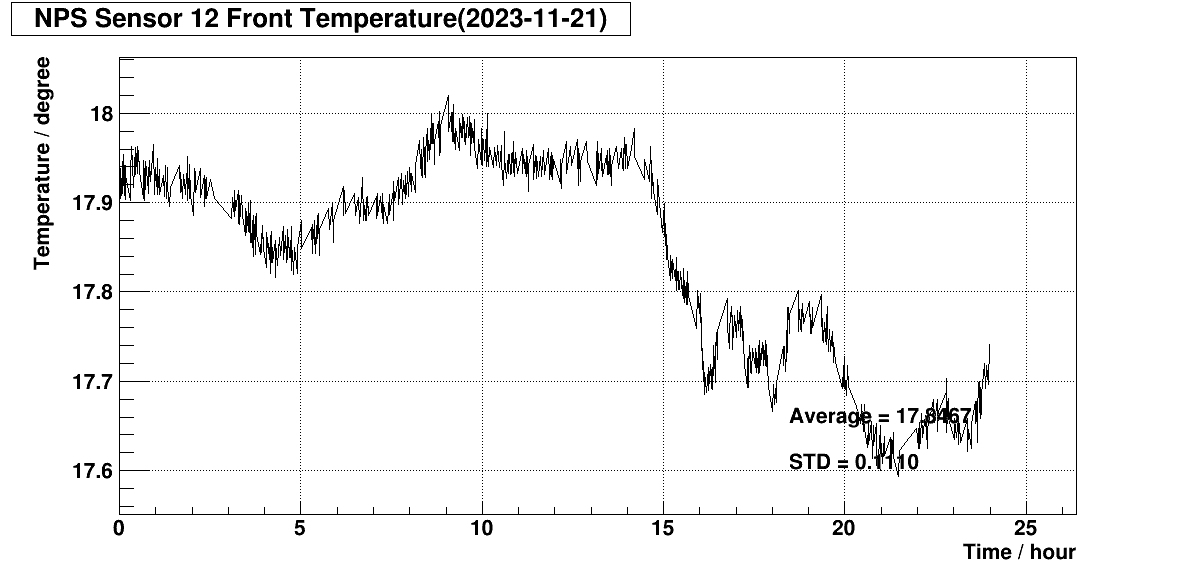 NPS Sensor 12 Front Temperature(2023-11-21)
Temperature / degree
18
17.9
17.8
17.7
17.6
Average = 17.8467
STD = 0.1110
0 5 10 15 20 25
Time / hour